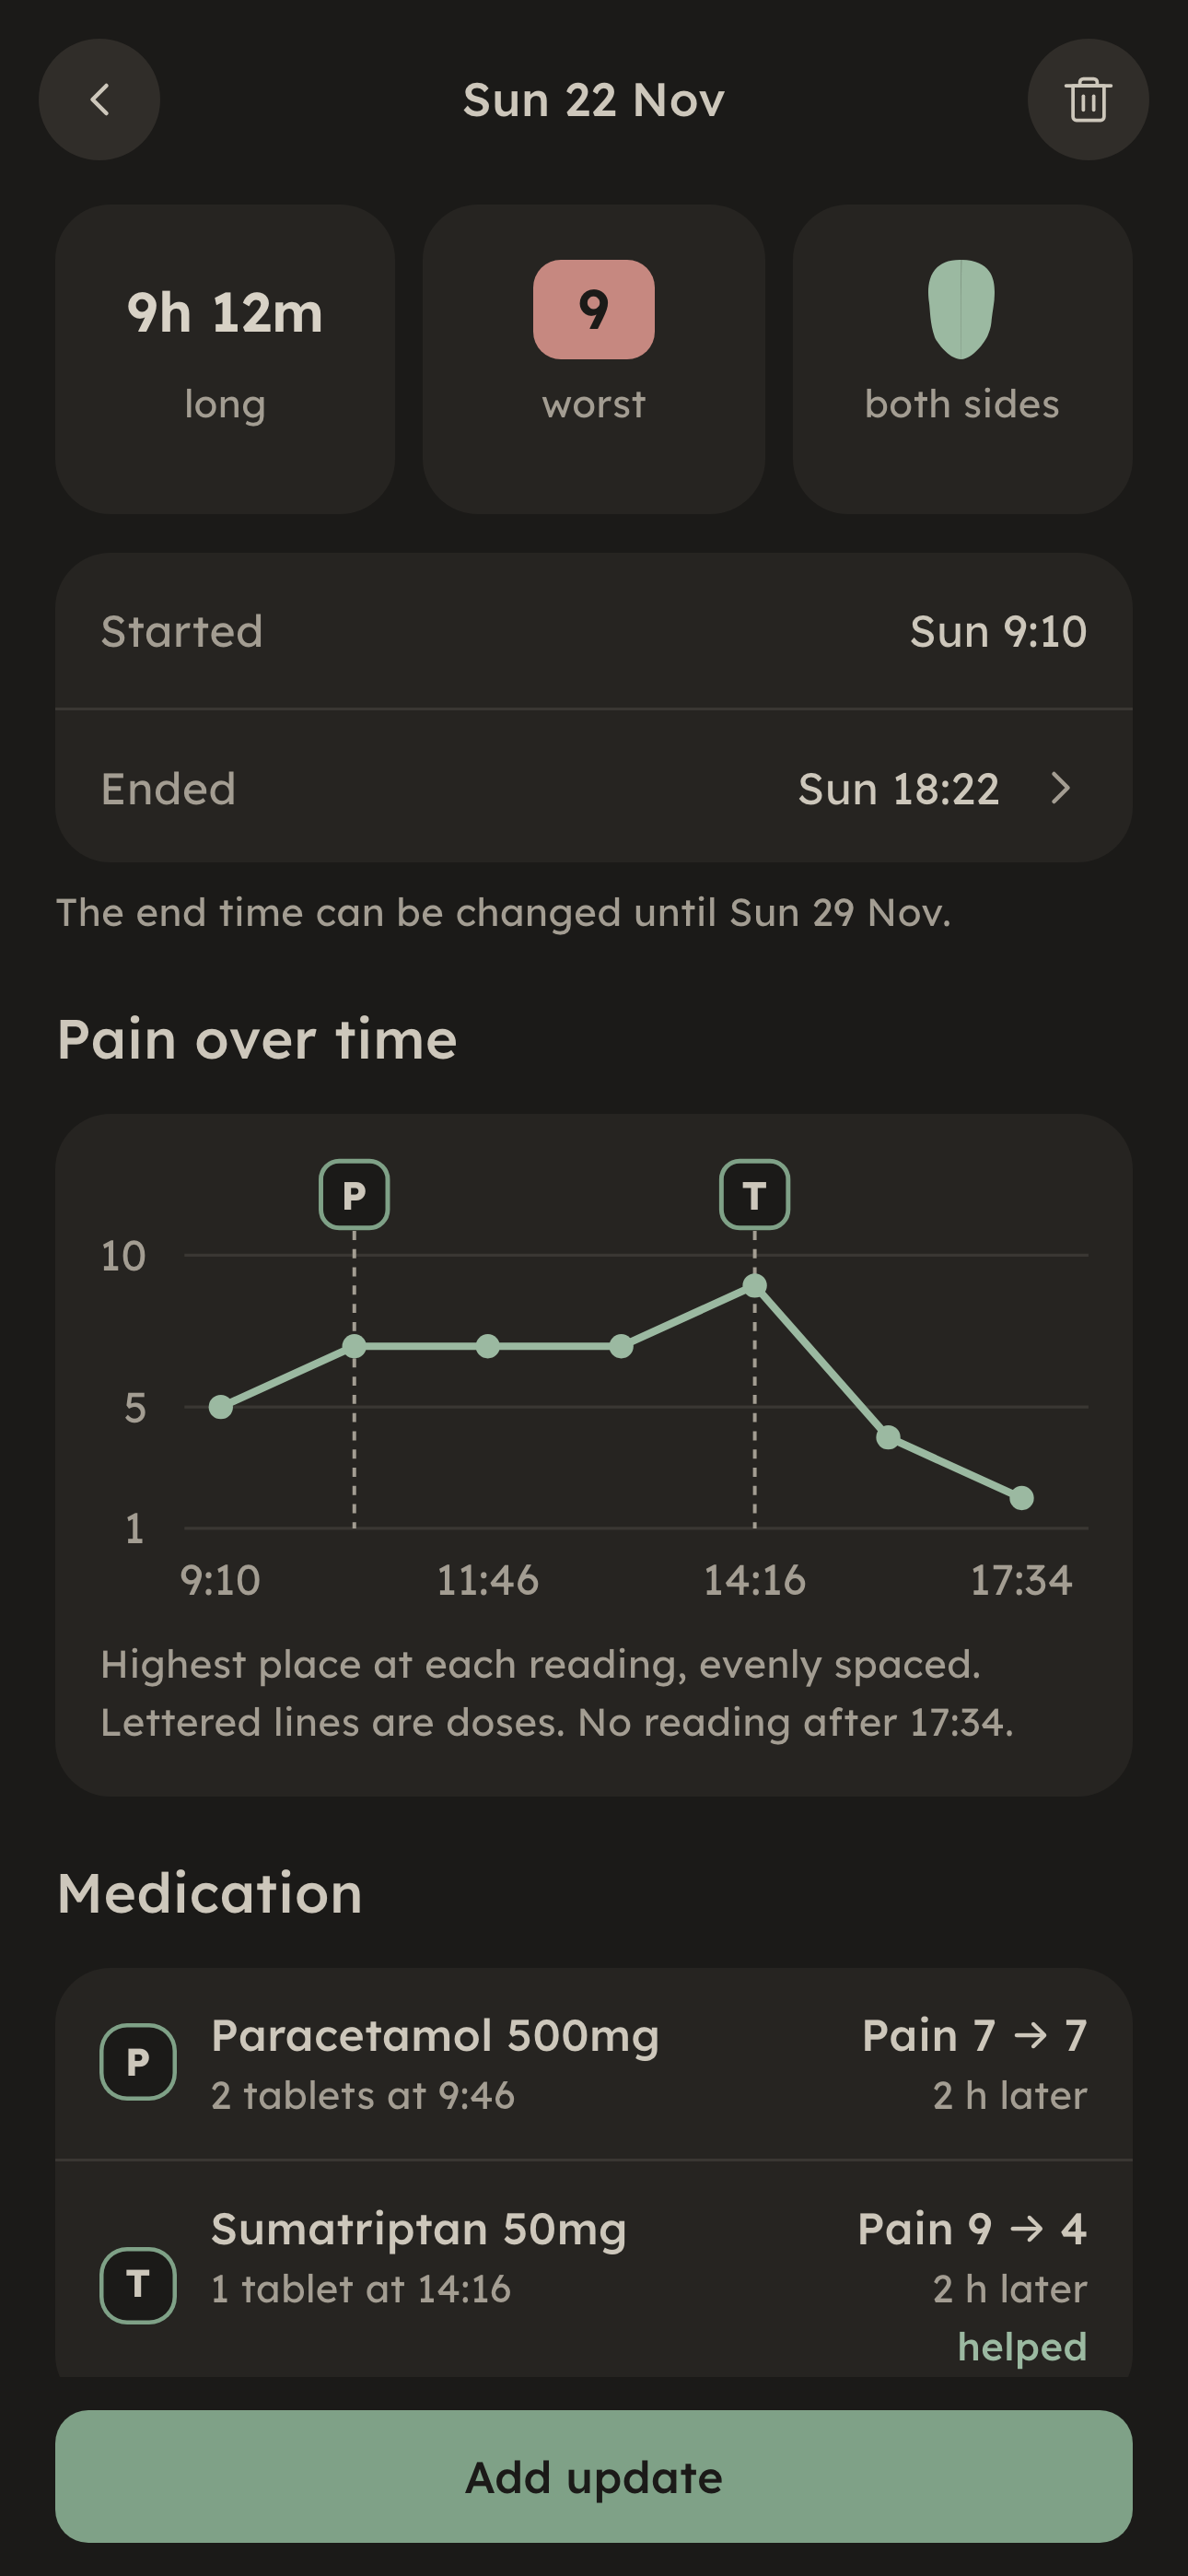 Sun 22 Nov
9h 12m
long
9
worst
both sides
Started
Sun 9:10
Ended
Sun 18:22
The end time can be changed until Sun 29 Nov.
Pain over time
P
T
10
5
1
9:10
11:46
14:16
17:34
Highest place at each reading, evenly spaced.
Lettered lines are doses. No reading after 17:34.
Medication
P
Paracetamol 500mg
2 tablets at 9:46
Pain 7 → 7
2 h later
T
Sumatriptan 50mg
1 tablet at 14:16
Pain 9 → 4
2 h later
helped
Add update